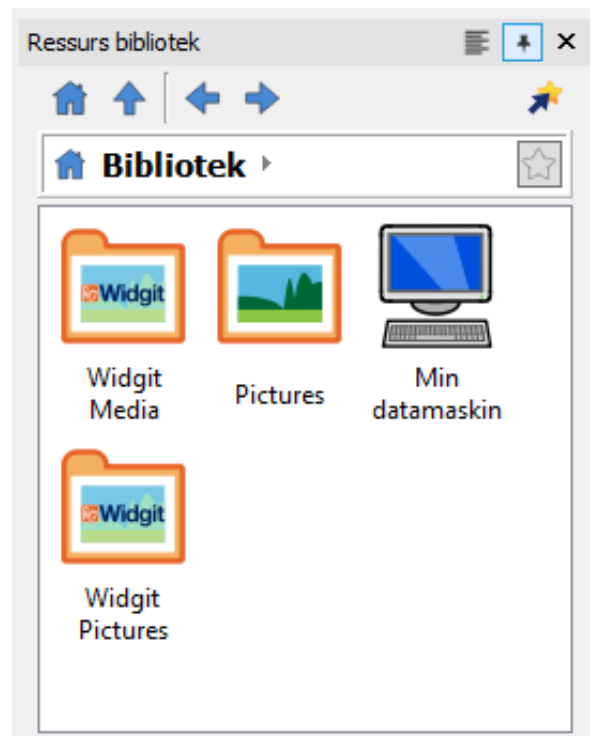 Ressurs bibliotek
Bibliotek
Widgit
Widgit
Media
Pictures
Min
datamaskin
Widgit
Widgit
Pictures